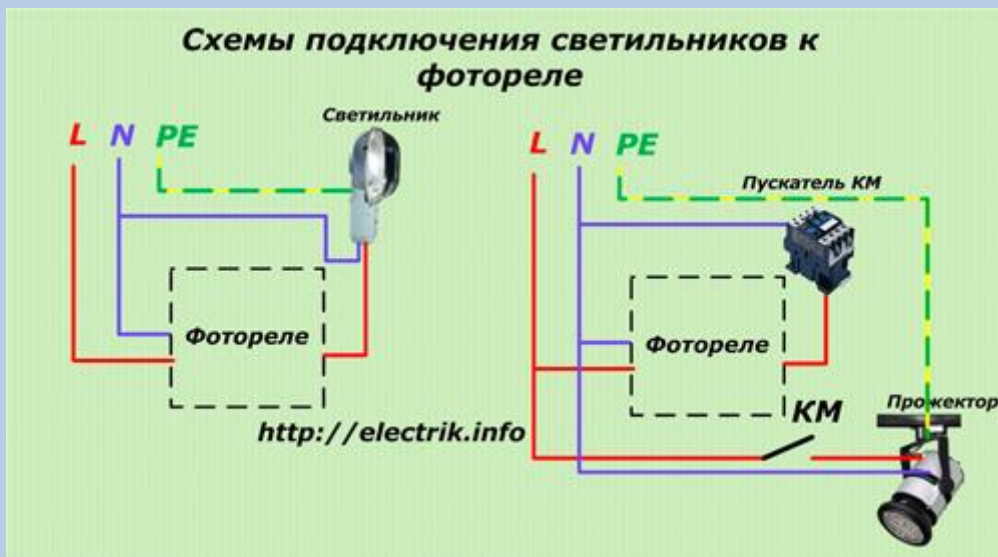 Схемы подключения светильников к
фотореле
Светильник
L N PE
Фотореле
http://electrik.info
L N PE
Пускатель КМ
Фотореле
КМ
Прожектор